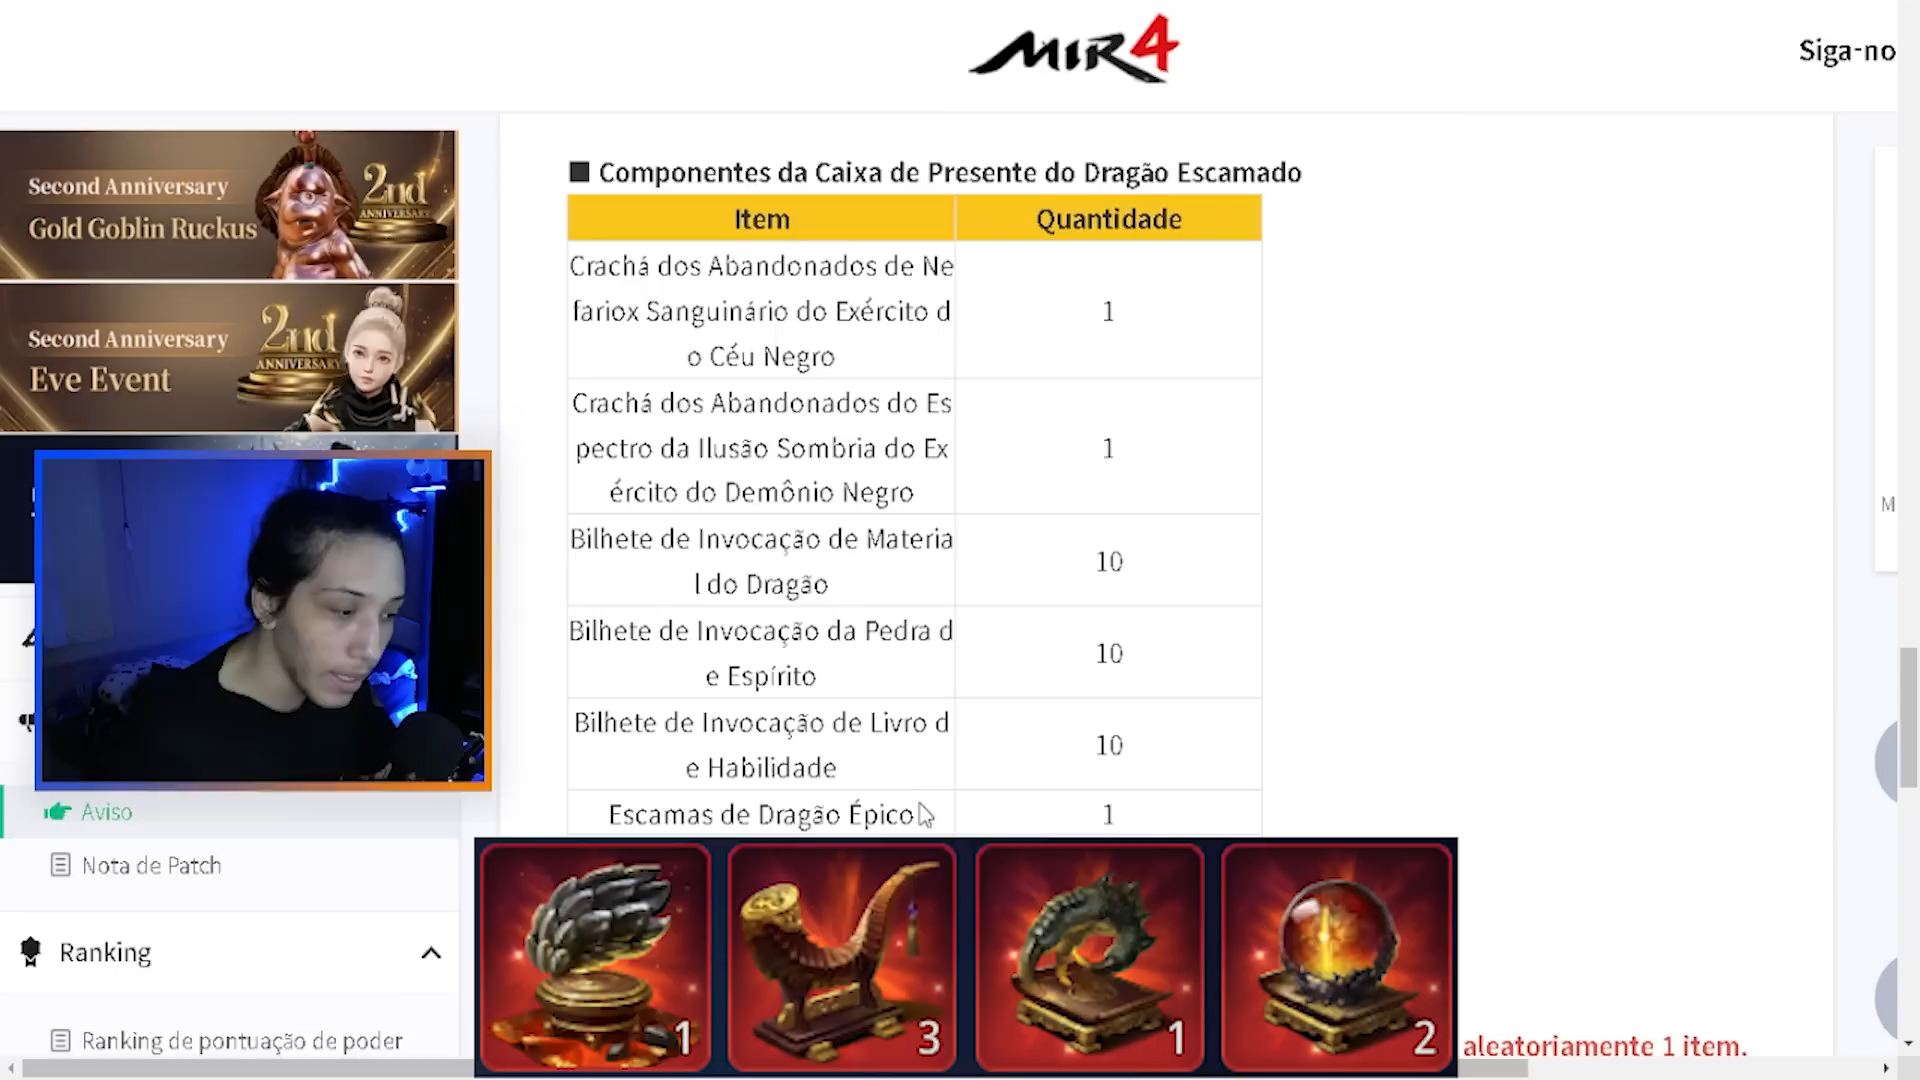 MIR4
Siga-no
Second Anniversary
Gold Goblin Ruckus
2nd
ANNIVERSARY
Second Anniversary
Eve Event
2nd
ANNIVERSARY
■ Componentes da Caixa de Presente do Dragão Escamado
Item Quantidade
Crachá dos Abandonados de Ne
fariox Sanguinário do Exército d
o Céu Negro
1
Crachá dos Abandonados do Es
pectro da Ilusão Sombria do Ex
ército do Demônio Negro
1
Bilhete de Invocação de Materia
l do Dragão
10
Bilhete de Invocação da Pedra d
e Espírito
10
Bilhete de Invocação de Livro d
e Habilidade
10
Escamas de Dragão Épico 1
M
Aviso
Nota de Patch
Ranking
Ranking de pontuação de poder
1 3 1 2
aleatoriamente 1 item.